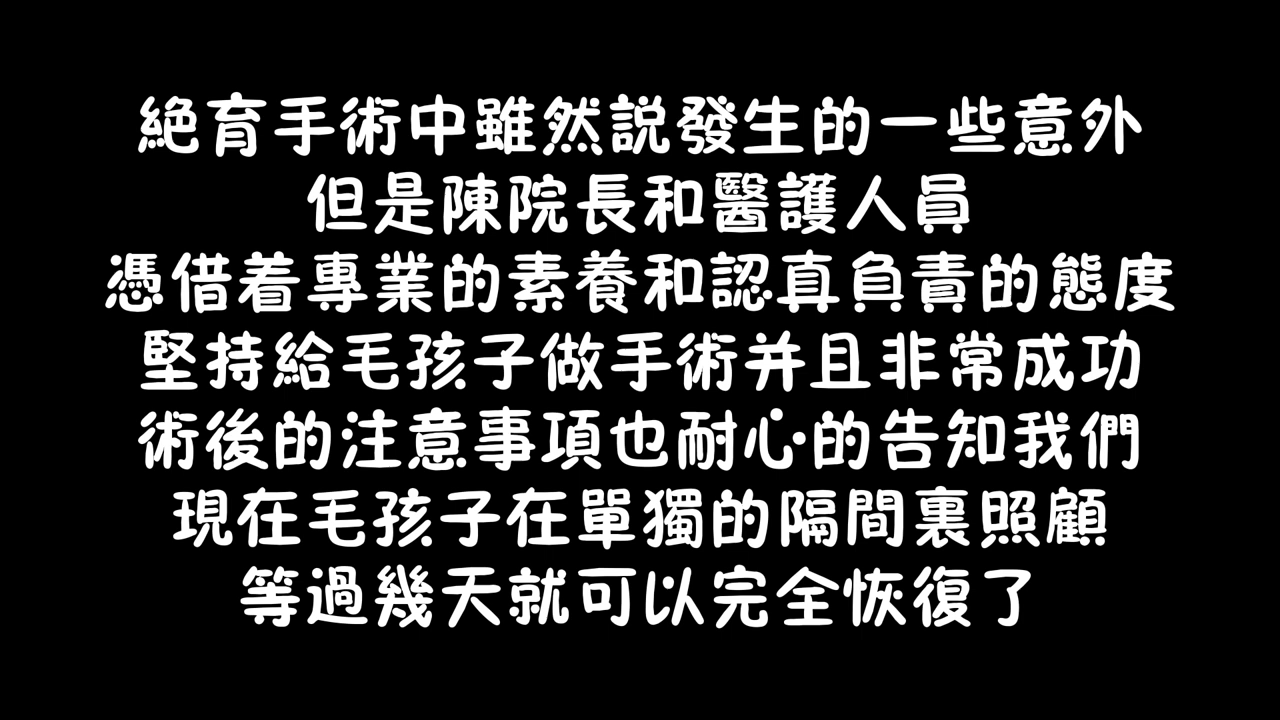 絕育手術中雖然説發生的一些意外
但是陳院長和醫護人員
憑借着專業的素養和認真負責的態度
堅持給毛孩子做手術并且非常成功
術後的注意事項也耐心的告知我們
現在毛孩子在單獨的隔間裏照顧
等過幾天就可以完全恢復了